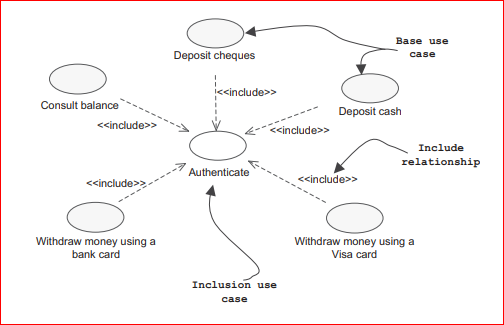 Deposit cheques
Base use
case
Consult balance
<<include>>
Deposit cash
<<include>>
<<include>>
Include
relationship
Authenticate
<<include>>
<<include>>
Withdraw money using a
bank card
Withdraw money using a
Visa card
Inclusion use
case